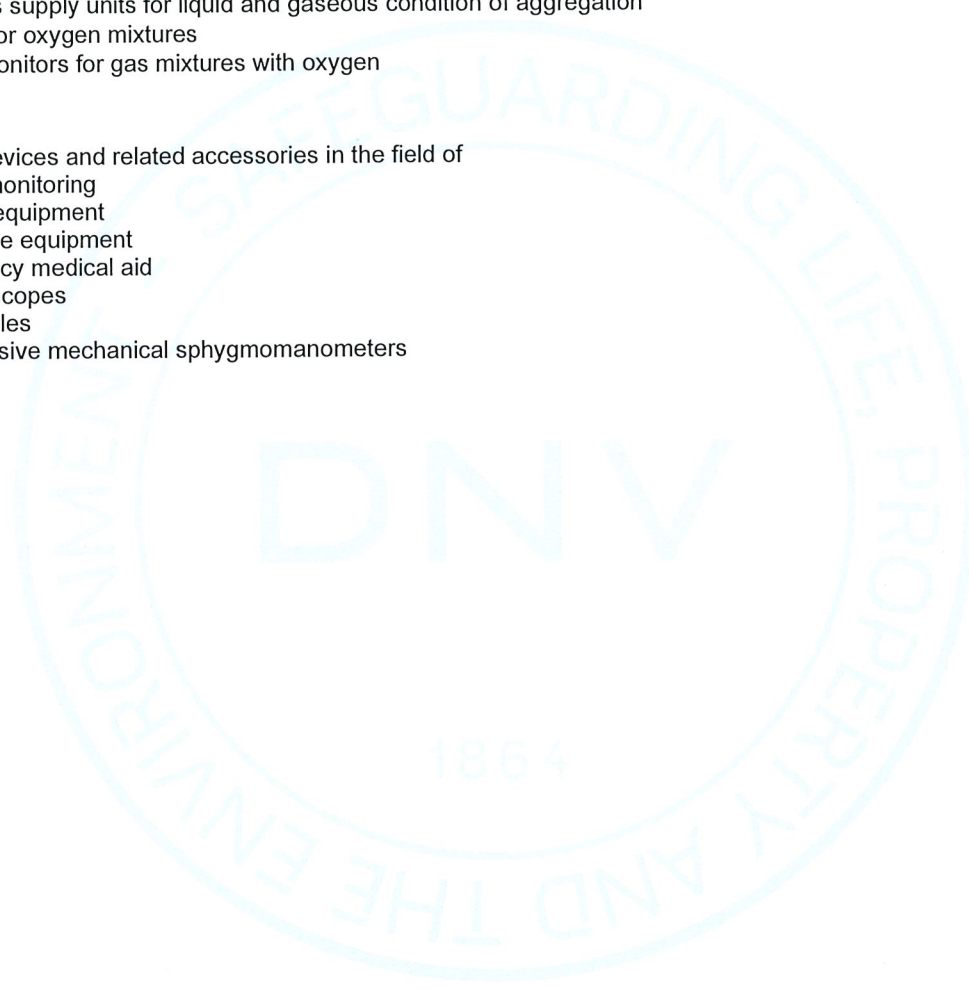 s supply units for liquid and gaseous condition of aggregation
or oxygen mixtures
onitors for gas mixtures with oxygen
evices and related accessories in the field of
onitoring
equipment
e equipment
cy medical aid
copes
les
sive mechanical sphygmomanometers
SAFEGUARDING LIFE, PROPERTY AND THE ENVIRONMENT
DNV
1864